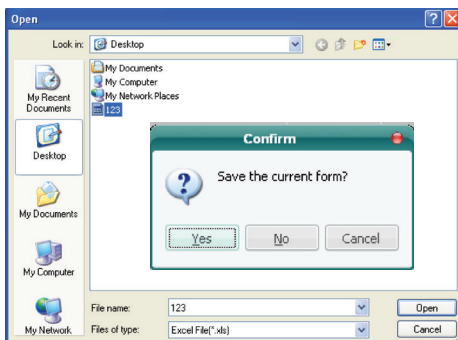 Open
Look in:
Desktop
My Recent
Documents
Desktop
My Documents
My Computer
My Network
My Documents
My Computer
My Network Places
123
Confirm
Save the current form?
Yes
No
Cancel
File name:
123
Open
Files of type:
Excel File(*.xls)
Cancel